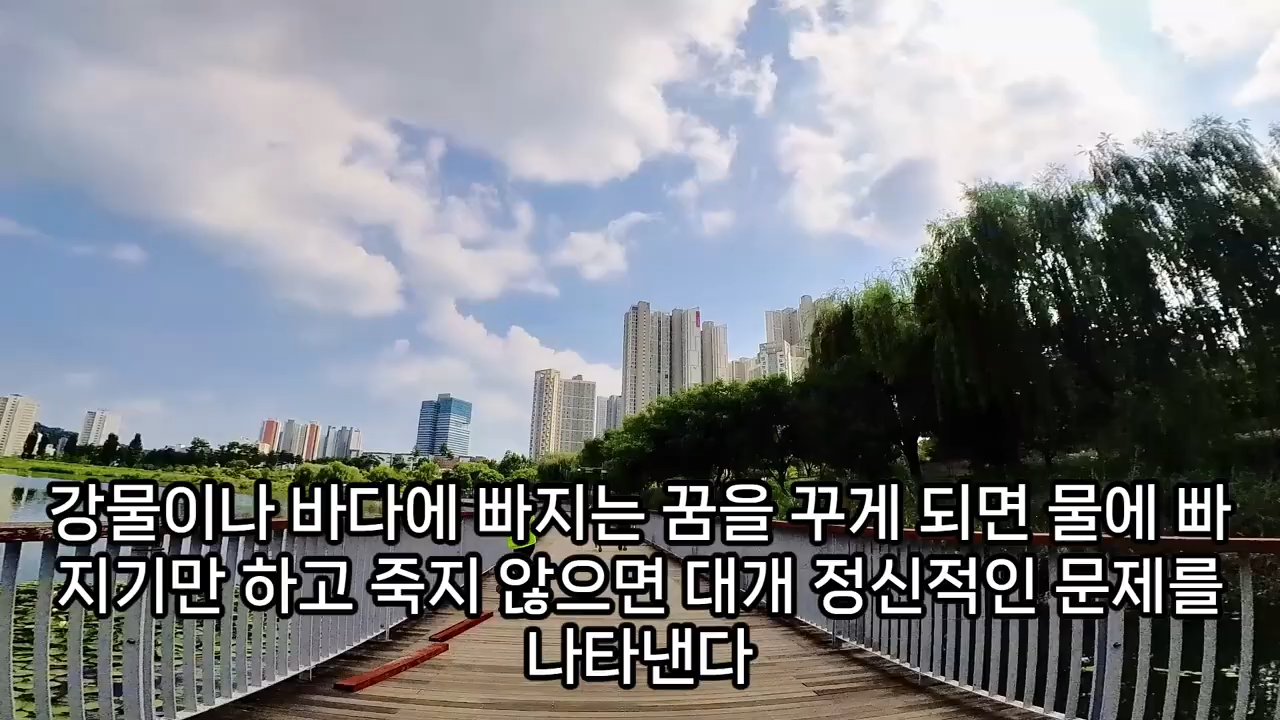 강물이나 바다에 빠지는 꿈을 꾸게 되면 물에 빠
지기만 하고 죽지 않으면 대개 정신적인 문제를
나타낸다